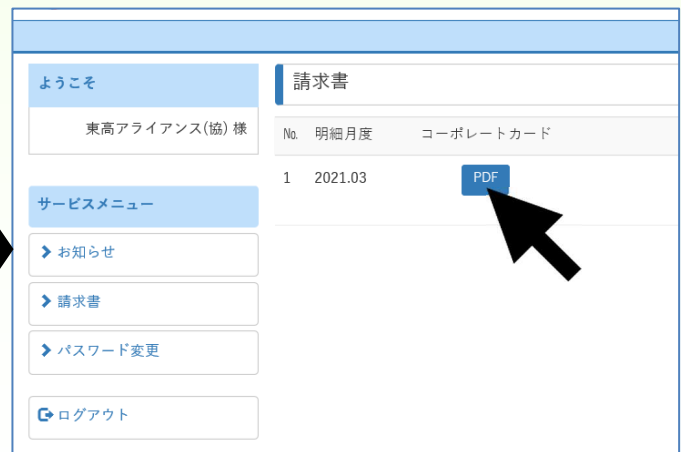 ようこそ
東高アライアンス(協) 様
サービスメニュー
お知らせ
請求書
パスワード変更
ログアウト
請求書
№ 明細月度 コーポレートカード
1 2021.03 PDF